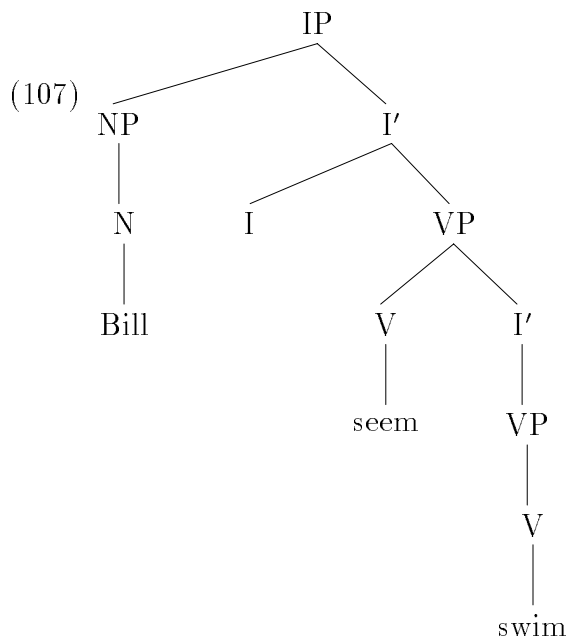 IP
(107)
NP I′
N I VP
Bill V I′
seem VP
V
swim